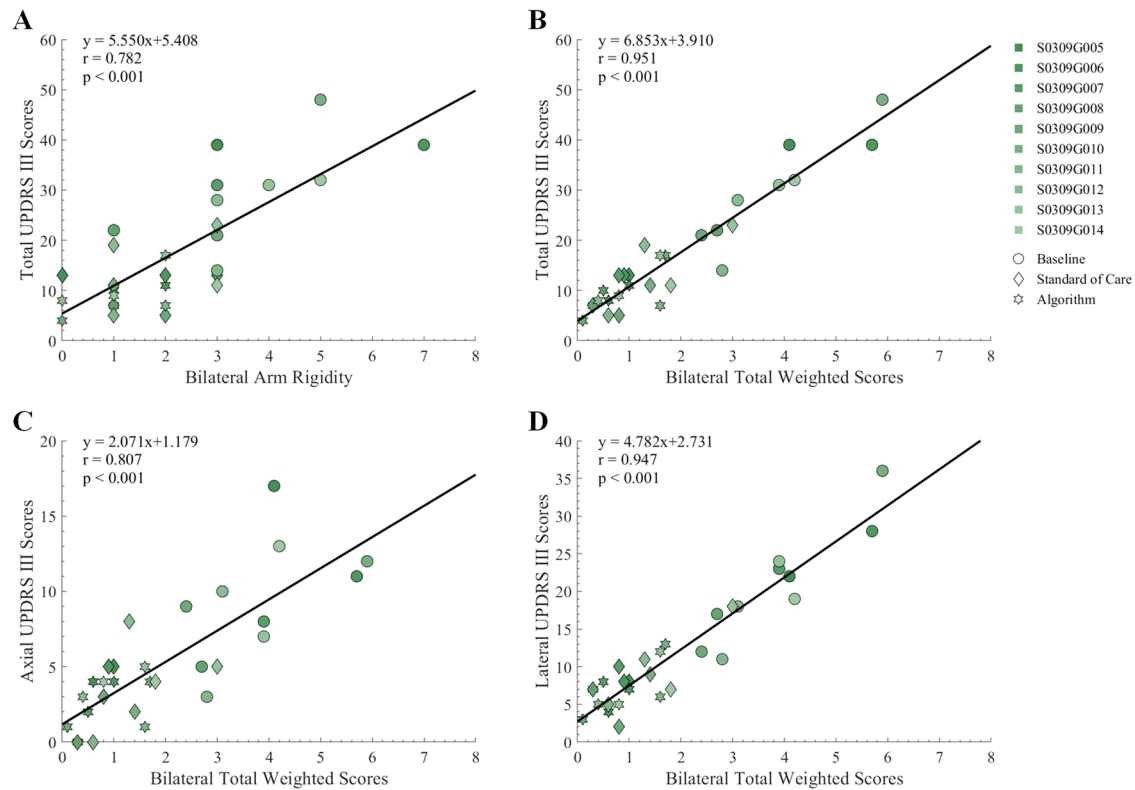 A
y = 5.550x+5.408
r = 0.782
p < 0.001
Total UPDRS III Scores
60
50
40
30
20
10
0
0 1 2 3 4 5 6 7 8
Bilateral Arm Rigidity
B
y = 6.853x+3.910
r = 0.951
p < 0.001
Total UPDRS III Scores
60
50
40
30
20
10
0
0 1 2 3 4 5 6 7 8
Bilateral Total Weighted Scores
S0309G005
S0309G006
S0309G007
S0309G008
S0309G009
S0309G010
S0309G011
S0309G012
S0309G013
S0309G014
Baseline
Standard of Care
Algorithm
C
y = 2.071x+1.179
r = 0.807
p < 0.001
Axial UPDRS III Scores
20
15
10
5
0
0 1 2 3 4 5 6 7 8
Bilateral Total Weighted Scores
D
y = 4.782x+2.731
r = 0.947
p < 0.001
Lateral UPDRS III Scores
40
35
30
25
20
15
10
5
0
0 1 2 3 4 5 6 7 8
Bilateral Total Weighted Scores